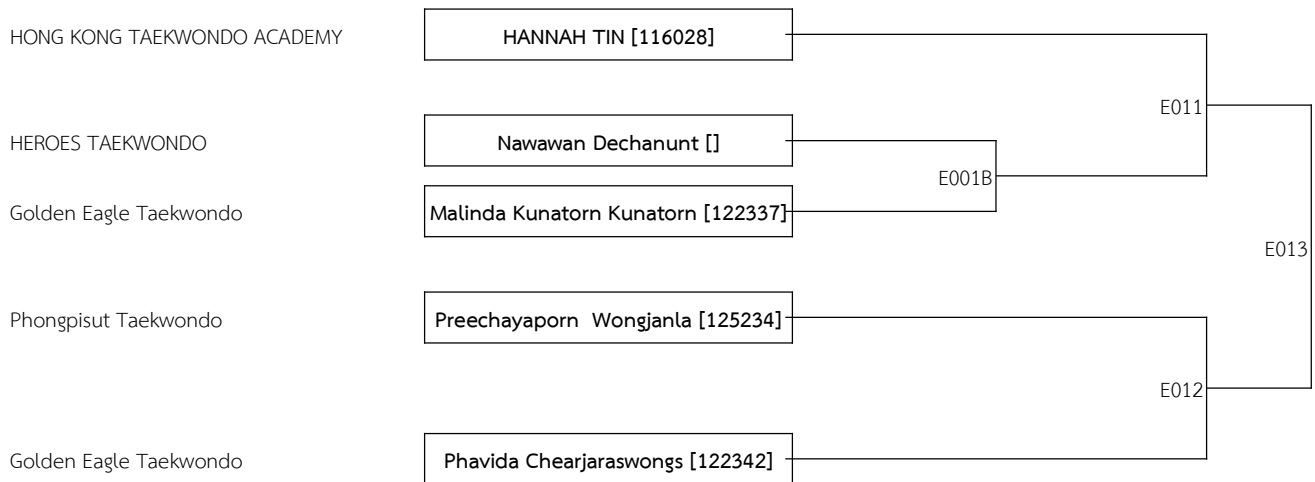 HONG KONG TAEKWONDO ACADEMY HANNAH TIN [116028]
E011
HEROES TAEKWONDO Nawawan Dechanunt []
E001B
Golden Eagle Taekwondo Malinda Kunatorn Kunatorn [122337]
E013
Phongpisut Taekwondo Preechayaporn  Wongjanla [125234]
E012
Golden Eagle Taekwondo Phavida Chearjaraswongs [122342]